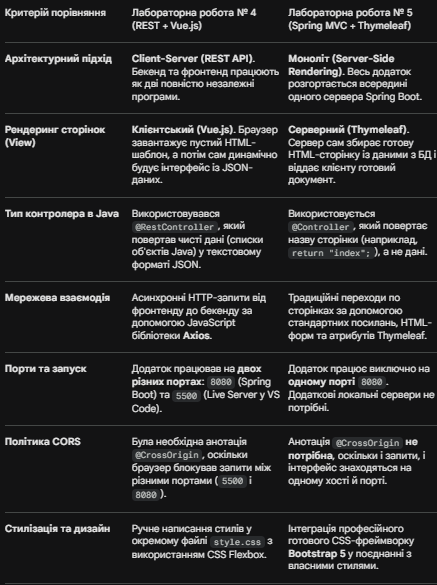 Критерій порівняння
Лабораторна робота № 4
(REST + Vue.js)
Лабораторна робота № 5
(Spring MVC + Thymeleaf)
Архітектурний підхід
Client-Server (REST API).
Бекенд та фронтенд працюють
як дві повністю незалежні
програми.
Моноліт (Server-Side
Rendering). Весь додаток
розгортається всередині
одного сервера Spring Boot.
Рендеринг сторінок
(View)
Клієнтський (Vue.js). Браузер
завантажує пустий HTML-
шаблон, а потім сам динамічно
будує інтерфейс із JSON-
даних.
Серверний (Thymeleaf).
Сервер сам збирає готову
HTML-сторінку із даними з БД і
віддає клієнту готовий
документ.
Тип контролера в Java
Використовувався
@RestController, який
повертав чисті дані (списки
об'єктів Java) у текстовому
форматі JSON.
Використовується
@Controller, який повертає
назву сторінки (наприклад,
return "index"; ), а не дані.
Мережева взаємодія
Асинхронні HTTP-запити від
фронтенду до бекенду за
допомогою JavaScript
бібліотеки Axios.
Традиційні переходи по
сторінках за допомогою
стандартних посилань, HTML-
форм та атрибутів Thymeleaf.
Порти та запуск
Додаток працював на двох
різних портах: 8080 (Spring
Boot) та 5500 (Live Server у VS
Code).
Додаток працює виключно на
одному порті 8080.
Додаткові локальні сервери не
потрібні.
Політика CORS
Була необхідна анотація
@CrossOrigin, оскільки
браузер блокував запити між
різними портами ( 5500 і
8080 ).
Анотація @CrossOrigin не
потрібна, оскільки і запити, і
інтерфейс знаходяться на
одному хості й порті.
Стилізація та дизайн
Ручне написання стилів у
окремому файлі style.css з
використанням CSS Flexbox.
Інтеграція професійного
готового CSS-фреймворку
Bootstrap 5 у поєднанні з
власними стилями.